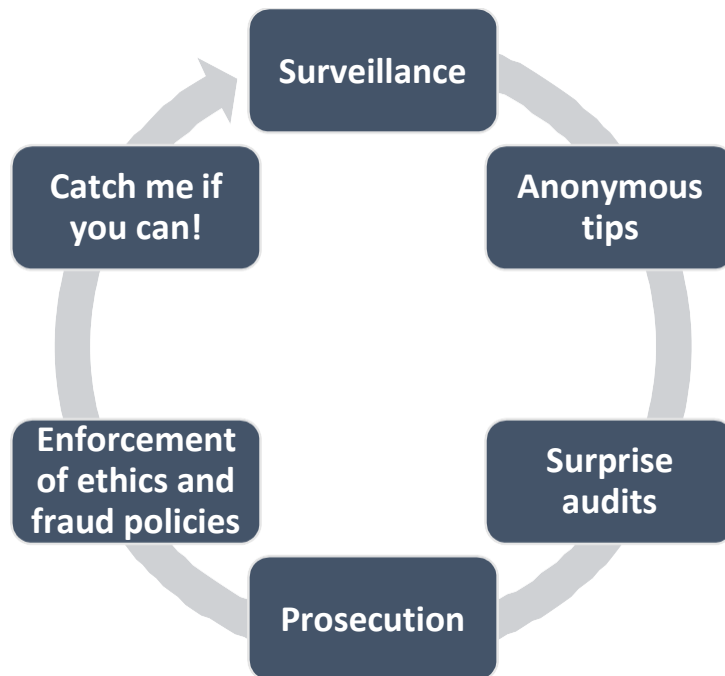 Surveillance
Anonymous
tips
Surprise
audits
Prosecution
Enforcement
of ethics and
fraud policies
Catch me if
you can!